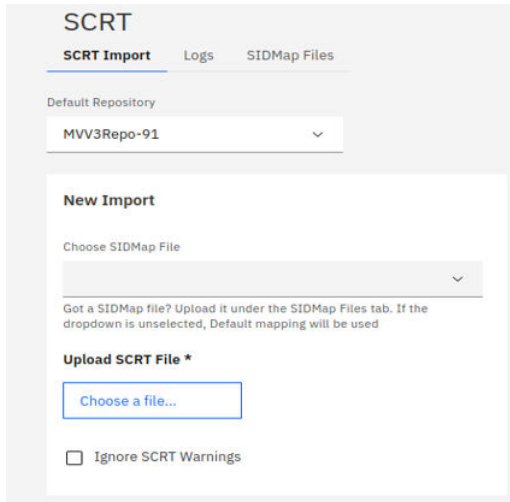 SCRT
SCRT Import Logs SIDMap Files
Default Repository
MVV3Repo-91
New Import
Choose SIDMap File
Got a SIDMap file? Upload it under the SIDMap Files tab. If the
dropdown is unselected, Default mapping will be used
Upload SCRT File *
Choose a file...
Ignore SCRT Warnings